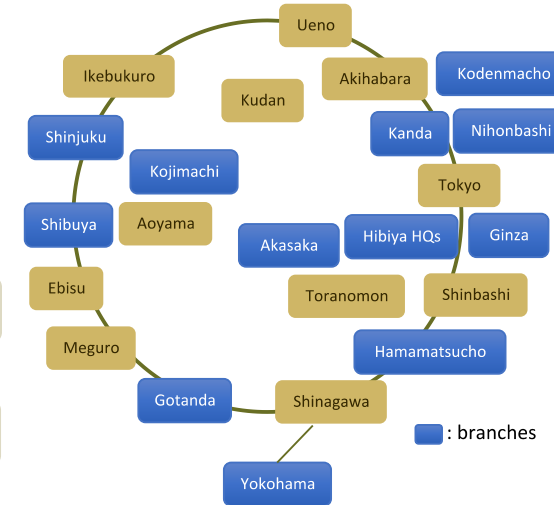 Ueno
Ikebukuro
Akihabara
Kodenmacho
Kudan
Shinjuku
Kanda
Nihonbashi
Kojimachi
Tokyo
Shibuya
Aoyama
Akasaka
Hibiya HQs
Ginza
Ebisu
Toranomon
Shinbashi
Meguro
Hamamatsucho
Gotanda
Shinagawa
: branches
Yokohama